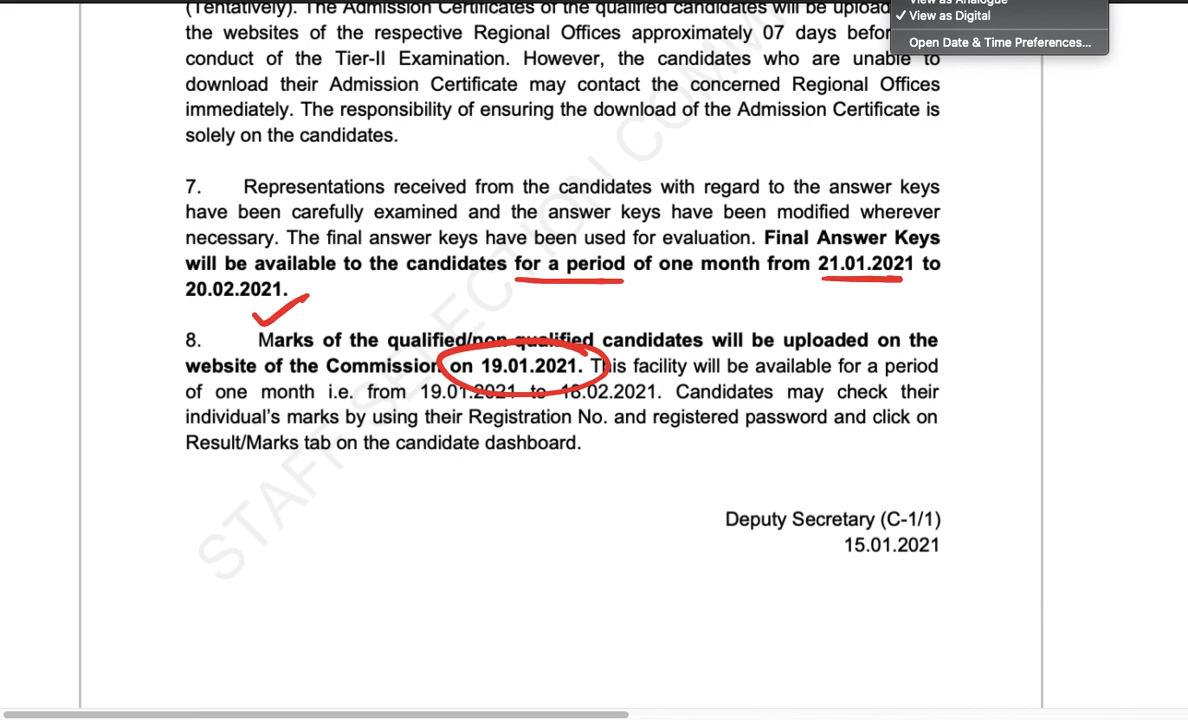 (Tentatively). The Admission Certificates of the qualified candidates will be upload
View as Analogue
✓ View as Digital
Open Date & Time Preferences...
the websites of the respective Regional Offices approximately 07 days befor
conduct of the Tier-II Examination. However, the candidates who are unable to
download their Admission Certificate may contact the concerned Regional Offices
immediately. The responsibility of ensuring the download of the Admission Certificate is
solely on the candidates.
7. Representations received from the candidates with regard to the answer keys
have been carefully examined and the answer keys have been modified wherever
necessary. The final answer keys have been used for evaluation. Final Answer Keys
will be available to the candidates for a period of one month from 21.01.2021 to
20.02.2021.
8. Marks of the qualified/non qualified candidates will be uploaded on the
website of the Commission on 19.01.2021. This facility will be available for a period
of one month i.e. from 19.01.2021 to 18.02.2021. Candidates may check their
individual's marks by using their Registration No. and registered password and click on
Result/Marks tab on the candidate dashboard.
Deputy Secretary (C-1/1)
15.01.2021
STAFF SELECTION COMM